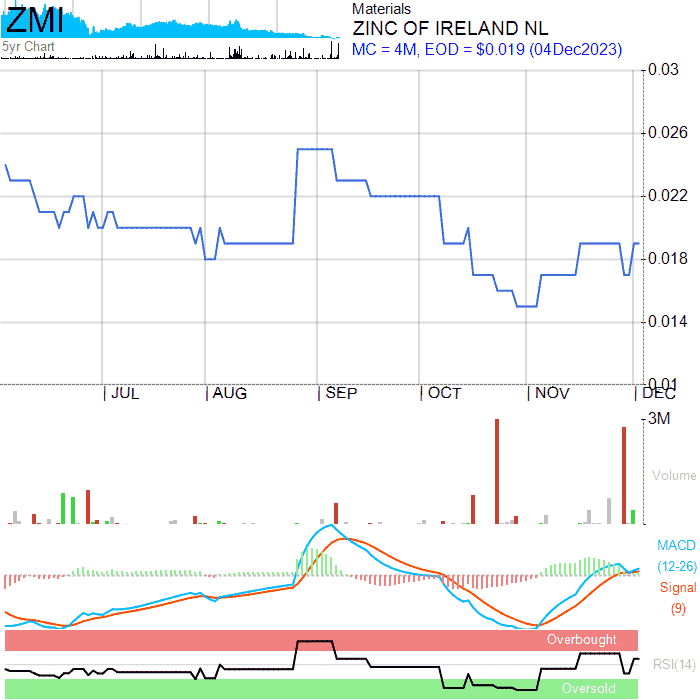 ZMI
5yr Chart
Materials
ZINC OF IRELAND NL
MC = 4M, EOD = $0.019 (04Dec2023)
0.03
0.026
0.022
0.018
0.014
0.01
JUL AUG SEP OCT NOV DEC
3M
Volume
MACD
(12-26)
Signal
(9)
Overbought
RSI(14)
Oversold